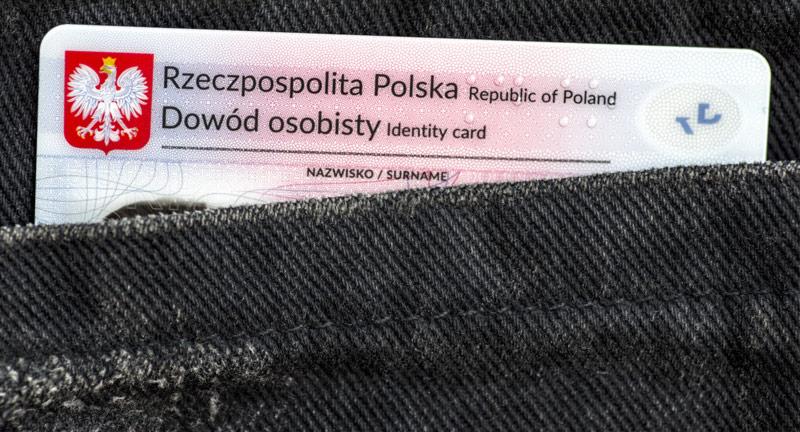 Rzeczpospolita Polska Republic of Poland
Dowód osobisty Identity card
NAZWISKO / SURNAME